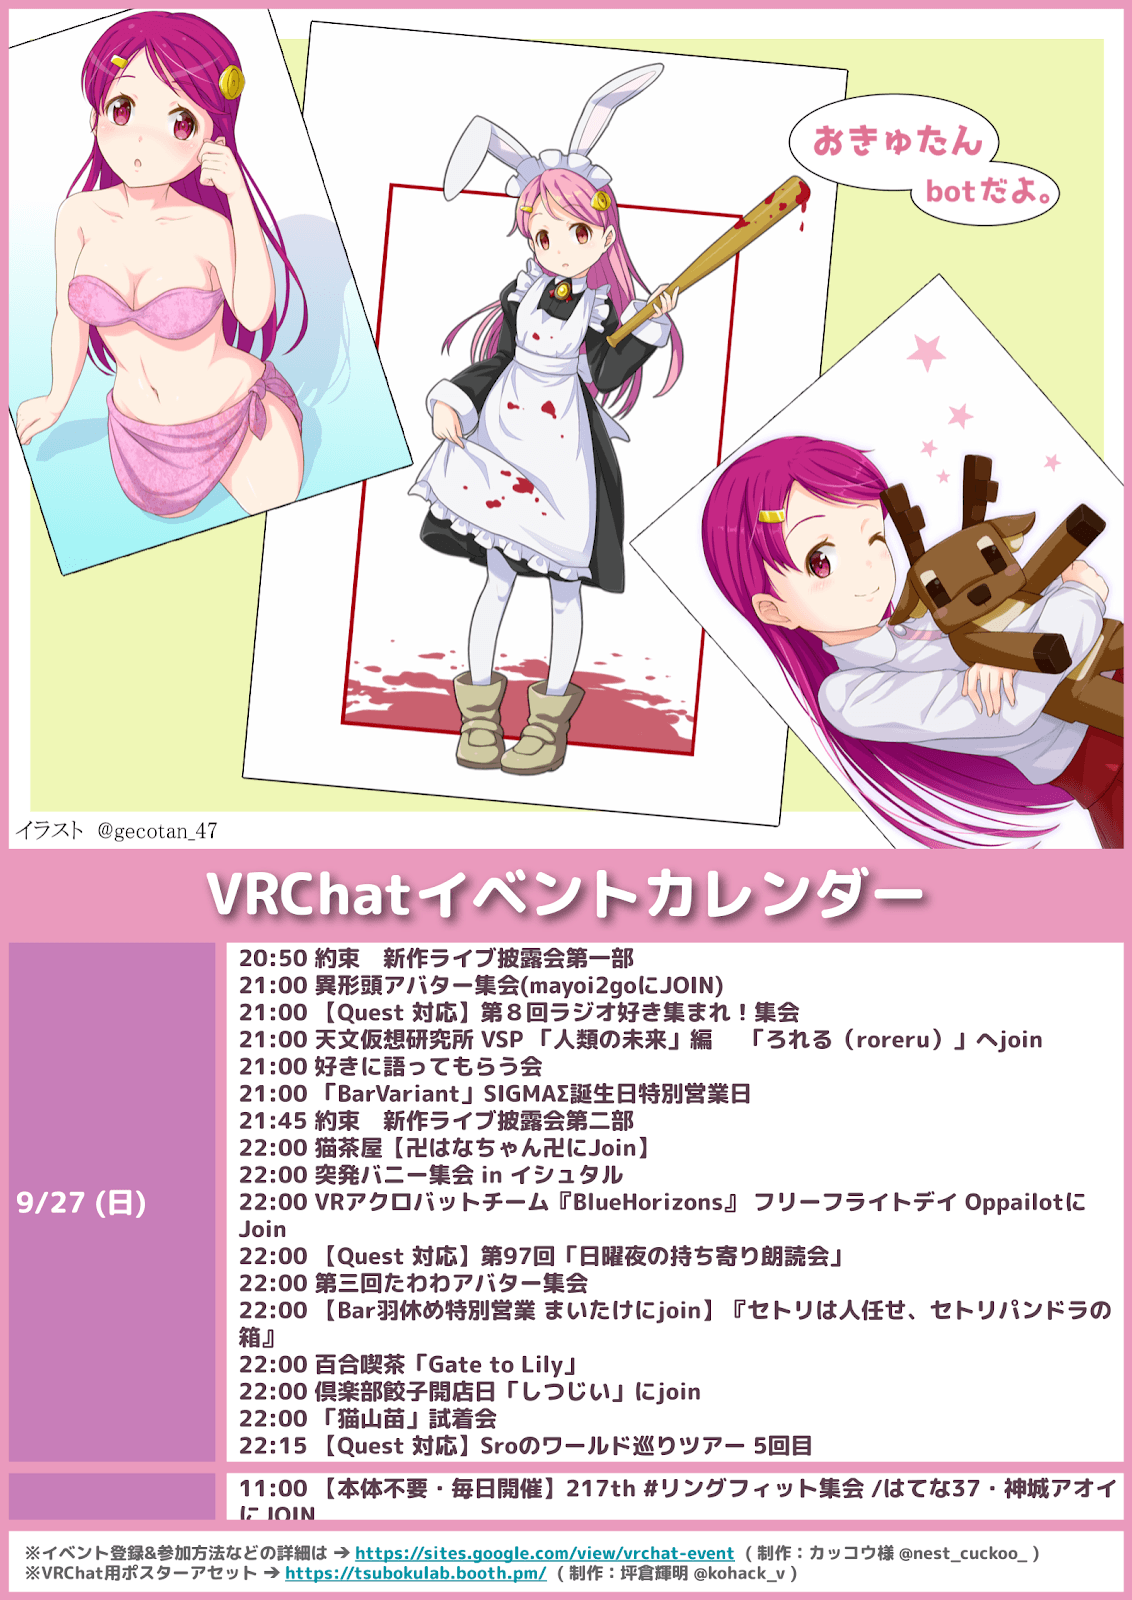 おきゅたん
botだよ。
イラスト @gecotan_47
VRChatイベントカレンダー
9/27 (日)
20:50 約束　新作ライブ披露会第一部
21:00 異形頭アバター集会(mayoi2goにJOIN)
21:00 【Quest 対応】第８回ラジオ好き集まれ！集会
21:00 天文仮想研究所 VSP 「人類の未来」編　「ろれる（roreru）」へjoin
21:00 好きに語ってもらう会
21:00 「BarVariant」SIGMAΣ誕生日特別営業日
21:45 約束　新作ライブ披露会第二部
22:00 猫茶屋【卍はなちゃん卍にJoin】
22:00 突発バニー集会 in イシュタル
22:00 VRアクロバットチーム『BlueHorizons』 フリーフライトデイ Oppailotに
Join
22:00 【Quest 対応】第97回「日曜夜の持ち寄り朗読会」
22:00 第三回たわわアバター集会
22:00 【Bar羽休め特別営業 まいたけにjoin】『セトリは人任せ、セトリパンドラの
箱』
22:00 百合喫茶「Gate to Lily」
22:00 倶楽部餃子開店日「しつじい」にjoin
22:00 「猫山苗」試着会
22:15 【Quest 対応】Sroのワールド巡りツアー 5回目
11:00 【本体不要・毎日開催】217th #リングフィット集会 /はてな37・神城アオイ
にJOIN
※イベント登録&参加方法などの詳細は → https://sites.google.com/view/vrchat-event ( 制作：カッコウ様 @nest_cuckoo_ )
※VRChat用ポスターアセット → https://tsubokulab.booth.pm/ ( 制作：坪倉輝明 @kohack_v )